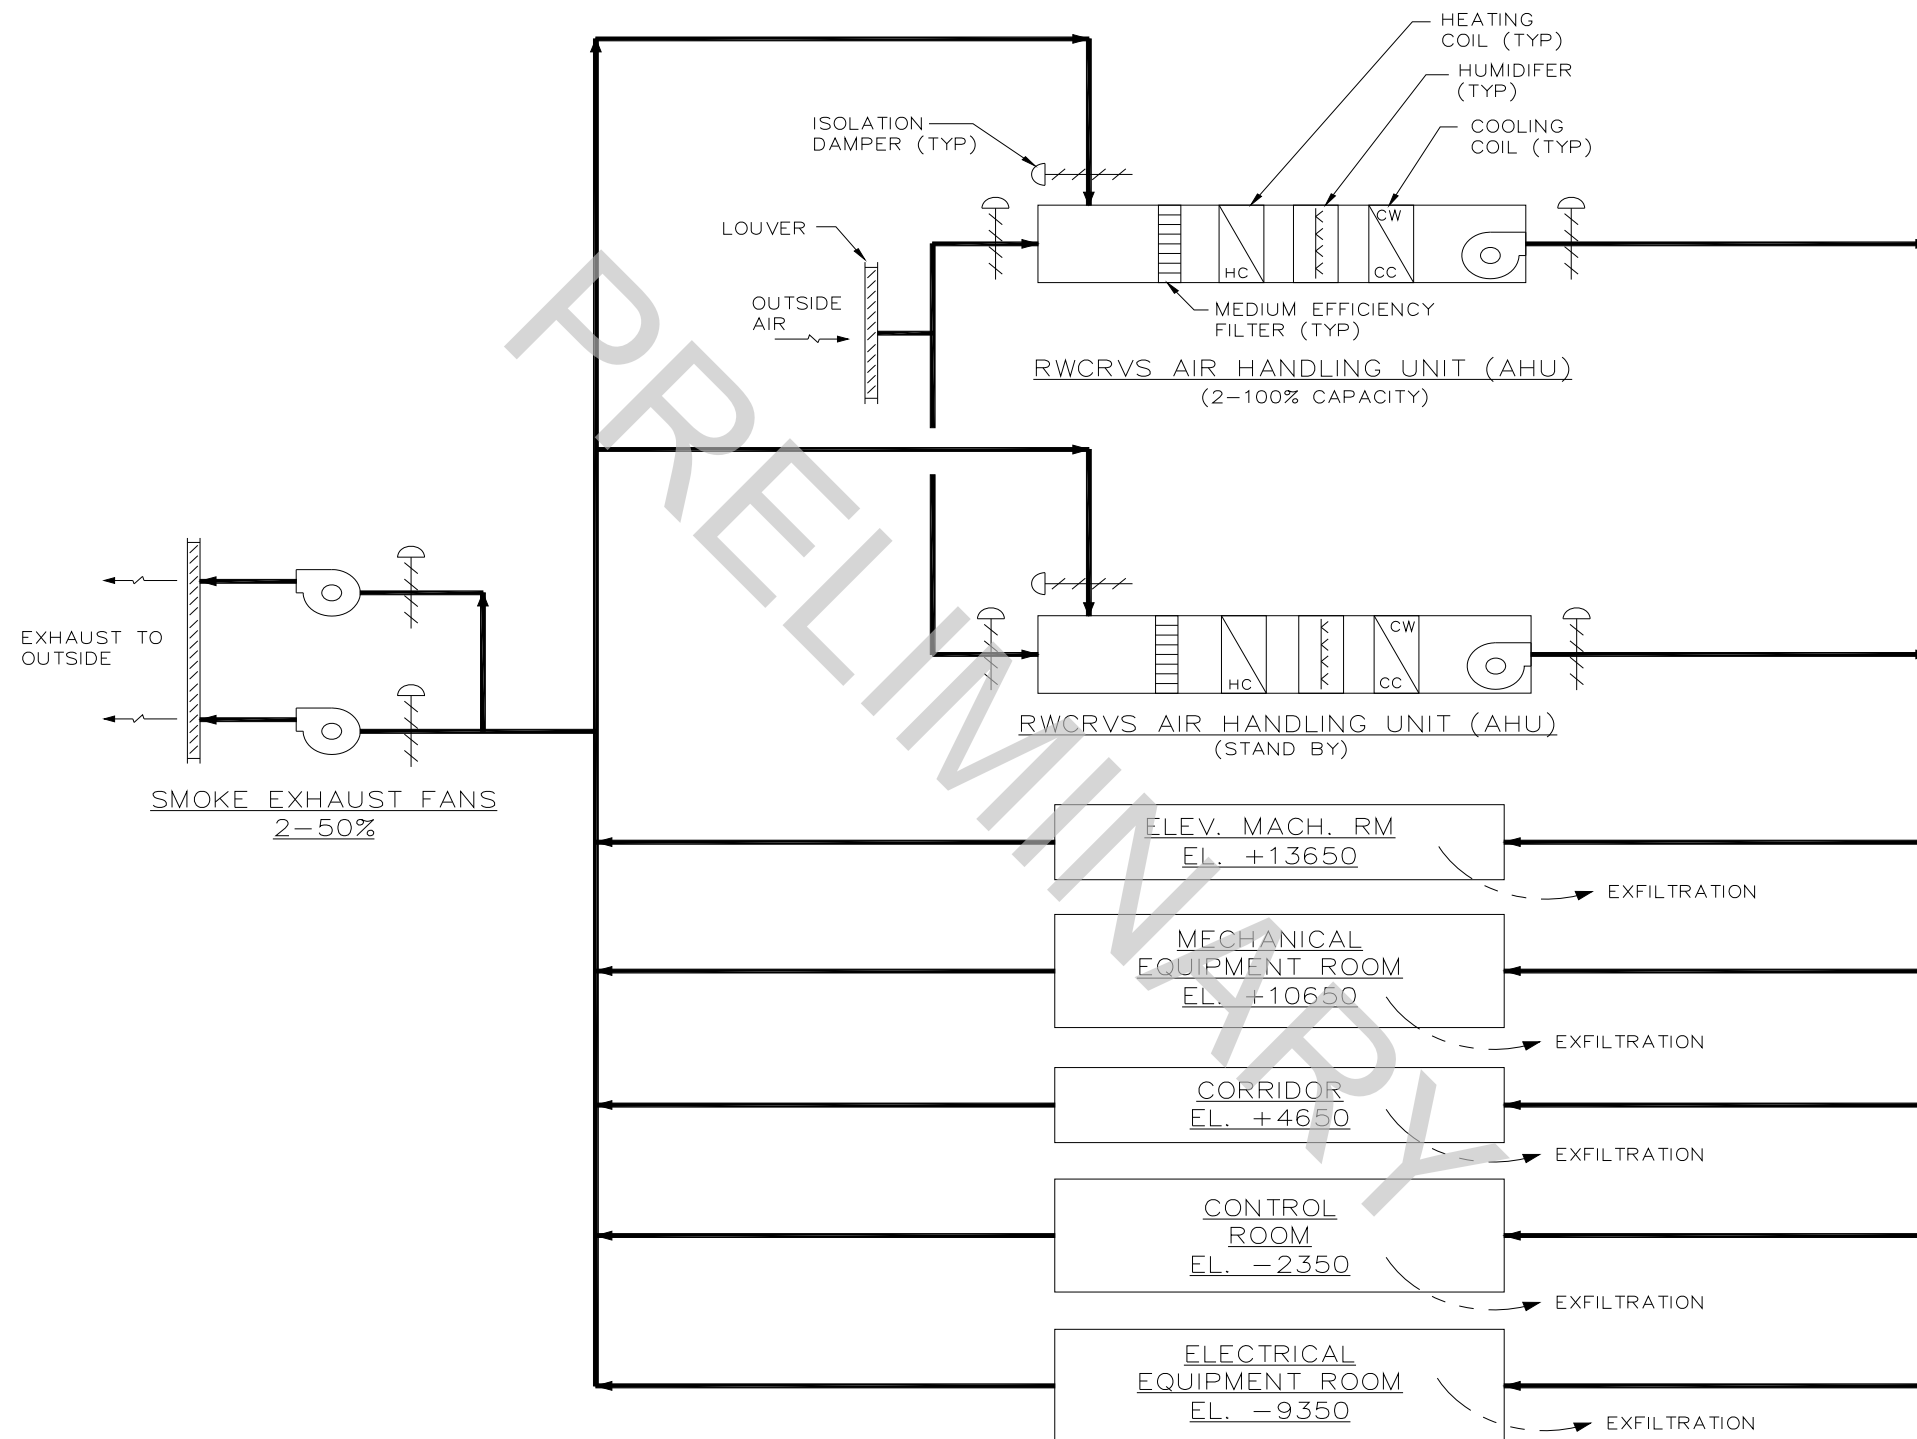 HEATING
COIL (TYP)
HUMIDIFER
(TYP)
ISOLATION
DAMPER (TYP)
COOLING
COIL (TYP)
LOUVER
CW
HC
CC
OUTSIDE
AIR
MEDIUM EFFICIENCY
FILTER (TYP)
RWCRVS AIR HANDLING UNIT (AHU)
(2-100% CAPACITY)
EXHAUST TO
OUTSIDE
CW
HC
CC
RWCRVS AIR HANDLING UNIT (AHU)
(STAND BY)
SMOKE EXHAUST FANS
2-50%
ELEV. MACH. RM
EL. +13650
EXFILTRATION
MECHANICAL
EQUIPMENT ROOM
EL. +10650
EXFILTRATION
CORRIDOR
EL. +4650
EXFILTRATION
CONTROL
ROOM
EL. -2350
EXFILTRATION
ELECTRICAL
EQUIPMENT ROOM
EL. -9350
EXFILTRATION
PRELIMINARY